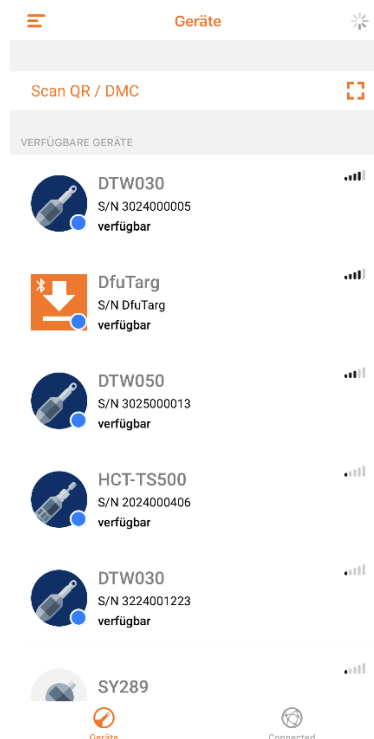 Geräte
Scan QR / DMC
VERFÜGBARE GERÄTE
DTW030
S/N 3024000005
verfügbar
DfuTarg
S/N DfuTarg
verfügbar
DTW050
S/N 3025000013
verfügbar
HCT-TS500
S/N 2024000406
verfügbar
DTW030
S/N 3224001223
verfügbar
SY289
Geräte
Connected